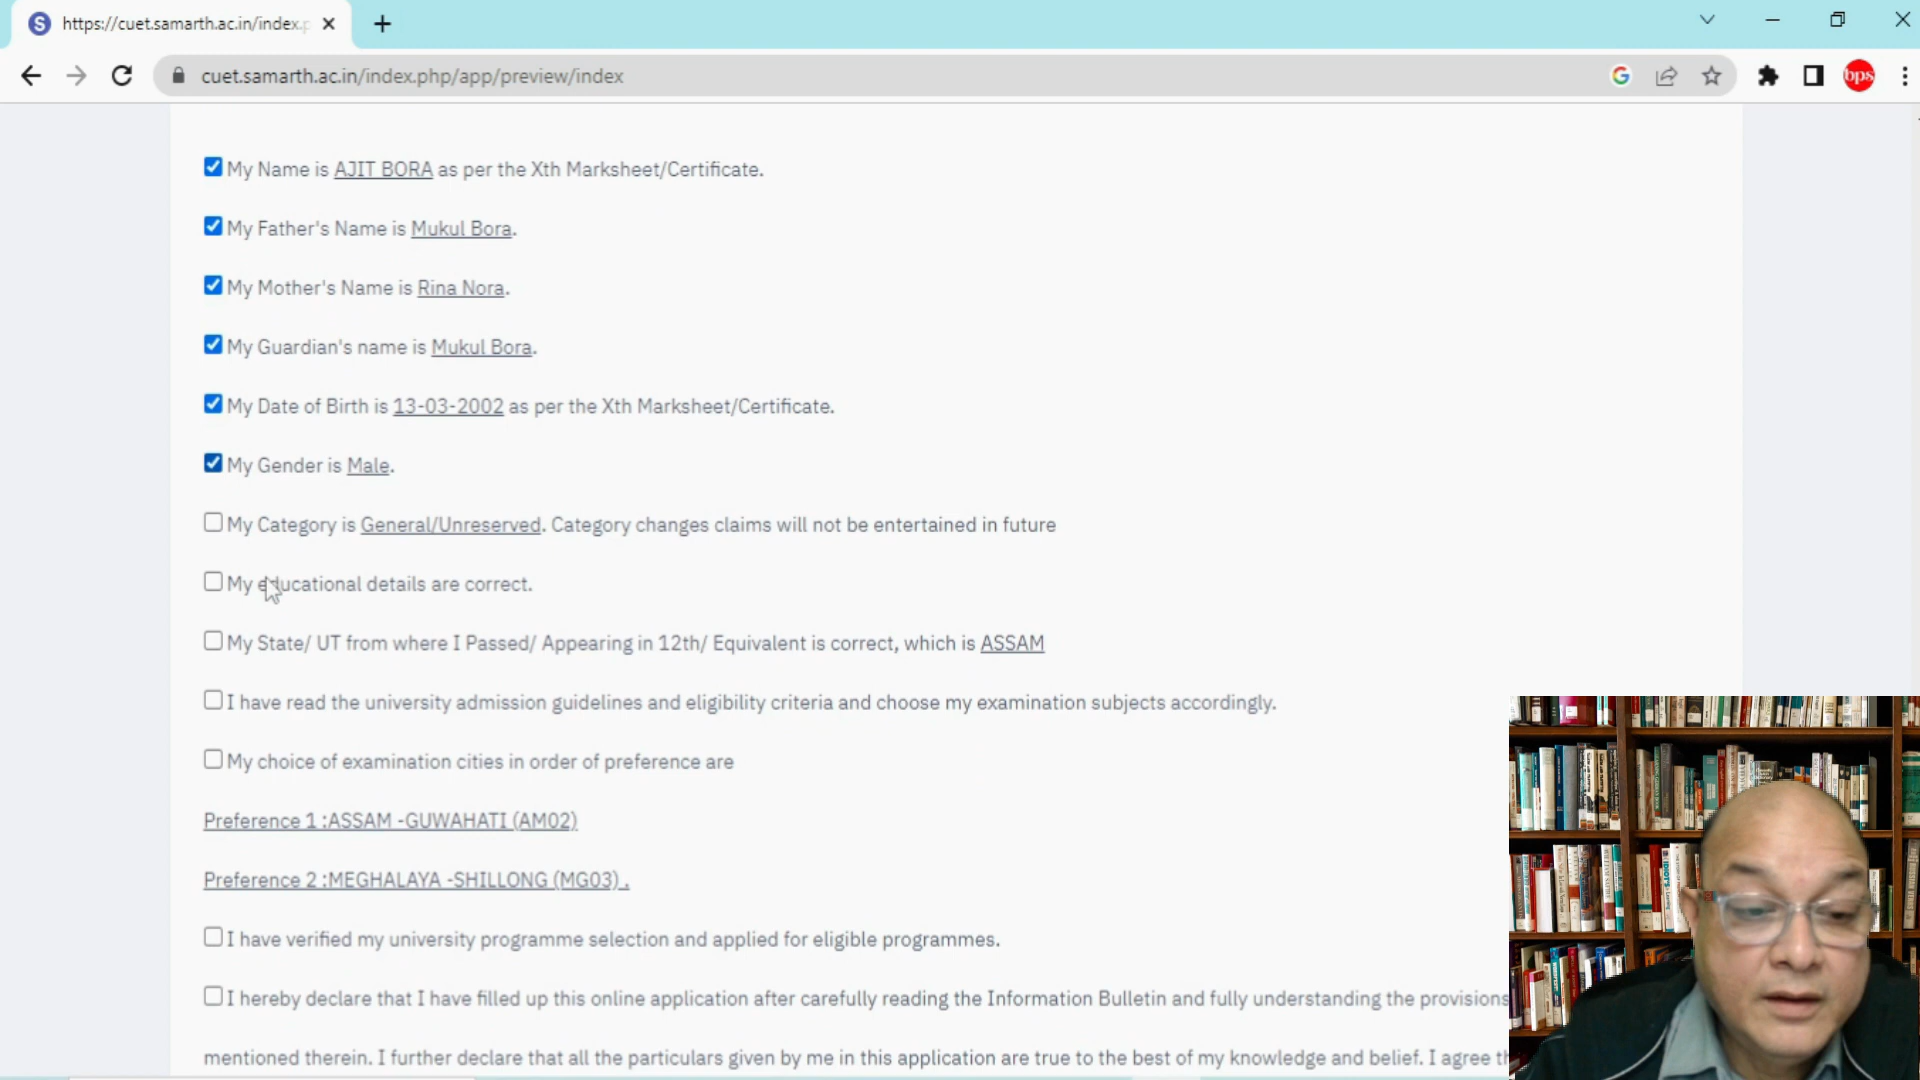 S https://cuet.samarth.ac.in/index.p
cuet.samarth.ac.in/index.php/app/preview/index
bps
My Name is AJIT BORA as per the Xth Marksheet/Certificate.
My Father's Name is Mukul Bora.
My Mother's Name is Rina Nora.
My Guardian's name is Mukul Bora.
My Date of Birth is 13-03-2002 as per the Xth Marksheet/Certificate.
My Gender is Male.
My Category is General/Unreserved. Category changes claims will not be entertained in future
My educational details are correct.
My State/ UT from where I Passed/ Appearing in 12th/ Equivalent is correct, which is ASSAM
I have read the university admission guidelines and eligibility criteria and choose my examination subjects accordingly.
My choice of examination cities in order of preference are
Preference 1 :ASSAM -GUWAHATI (AM02)
Preference 2 :MEGHALAYA -SHILLONG (MG03) .
I have verified my university programme selection and applied for eligible programmes.
I hereby declare that I have filled up this online application after carefully reading the Information Bulletin and fully understanding the provisions
mentioned therein. I further declare that all the particulars given by me in this application are true to the best of my knowledge and belief. I agree